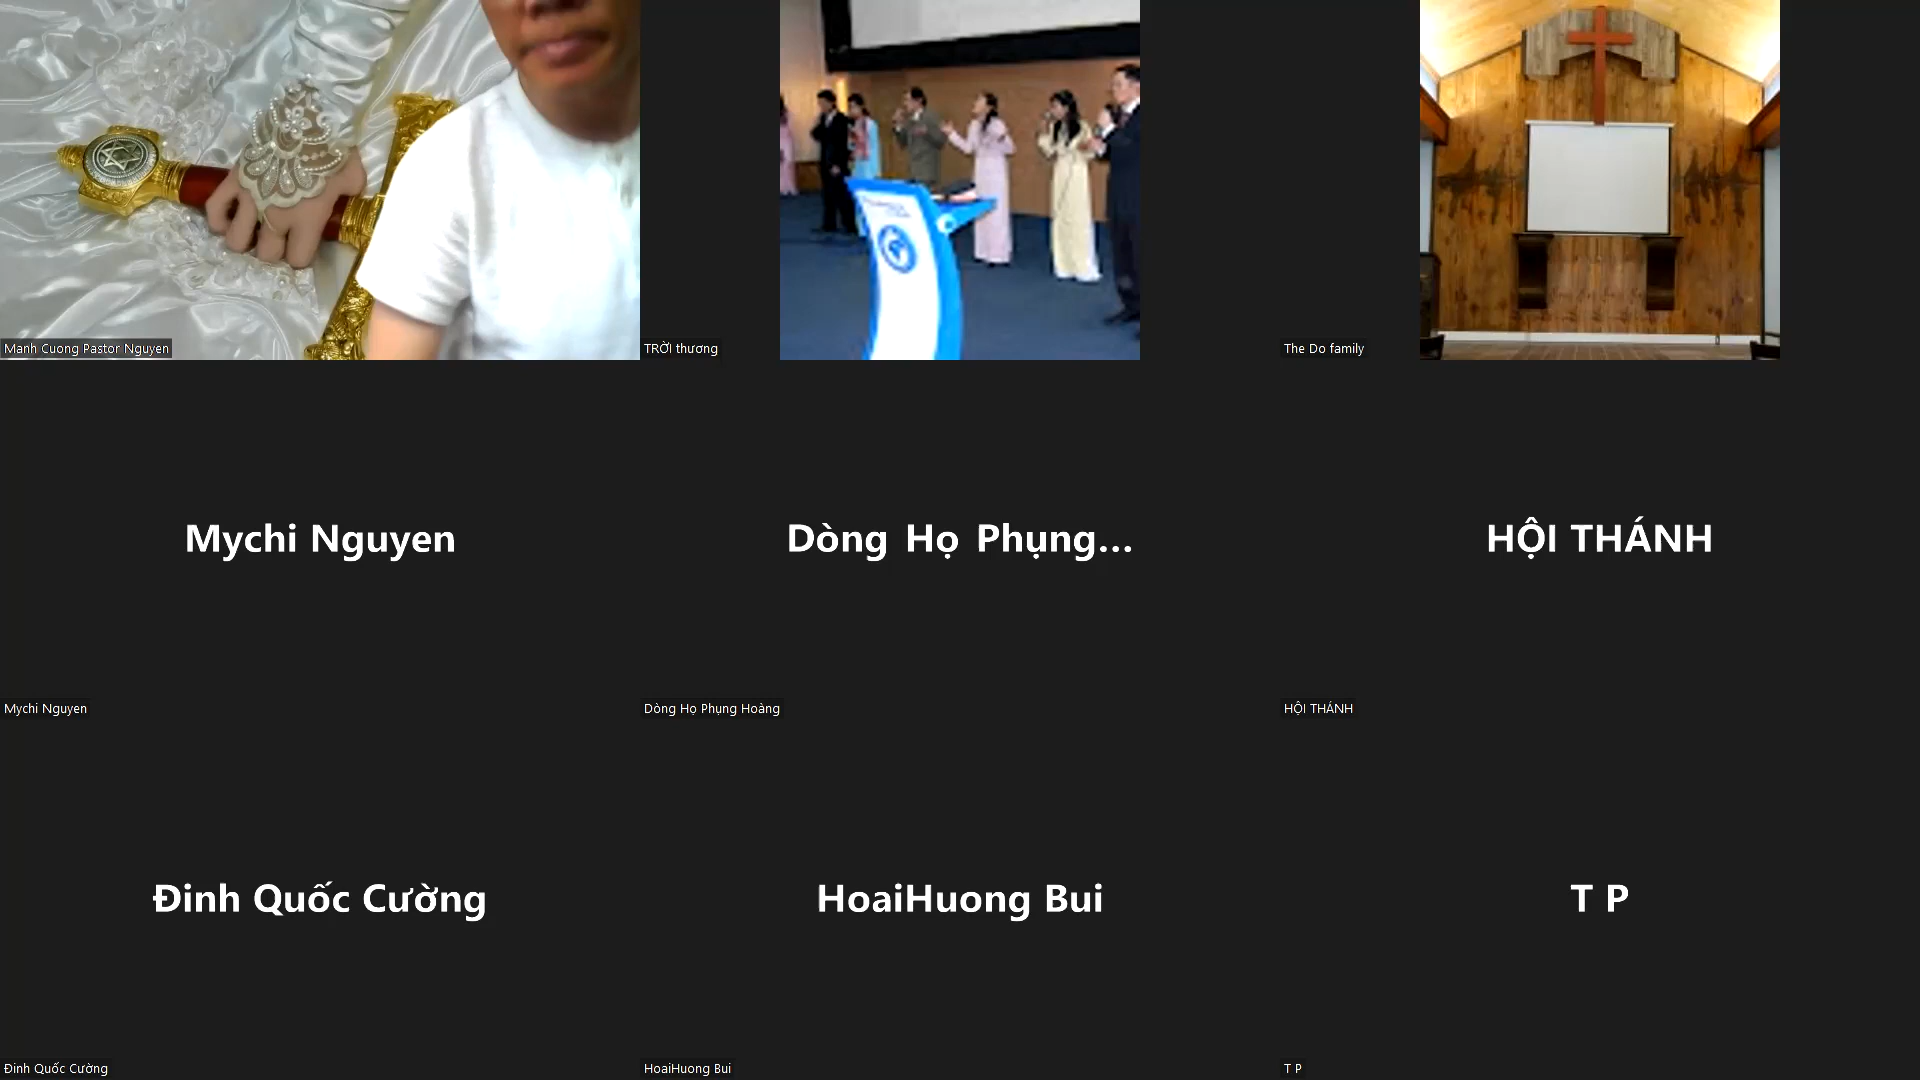 Manh Cuong Pastor Nguyen
TRỜI thương
The Do family
Mychi Nguyen
Dòng Họ Phụng...
HỘI THÁNH
Mychi Nguyen
Dòng Họ Phụng Hoàng
HỘI THÁNH
Đinh Quốc Cường
HoaiHuong Bui
T P
Đinh Quốc Cường
HoaiHuong Bui
T P